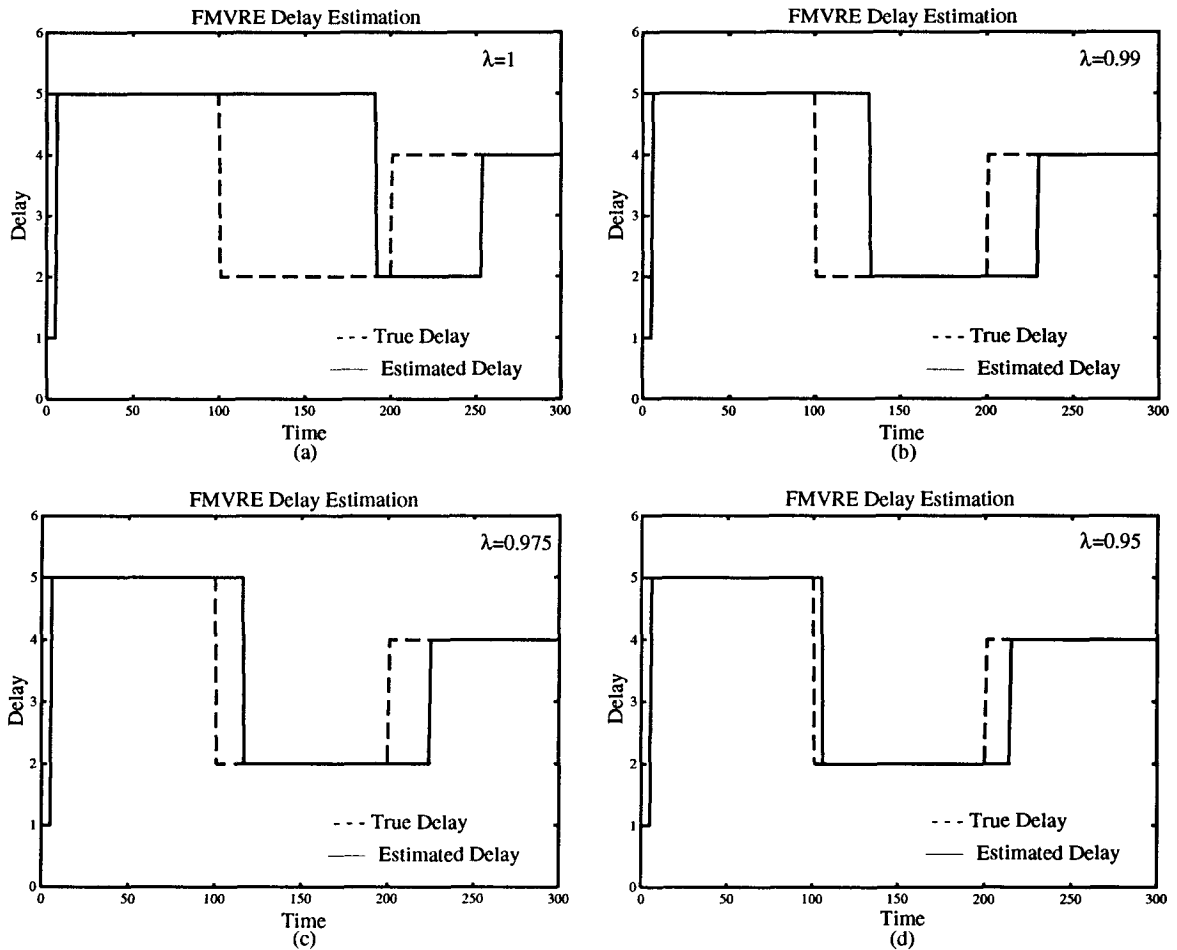 FMVRE Delay Estimation
λ=1
6
5
4
3
2
1
0
Delay
- - - True Delay
Estimated Delay
0 50 100 150 200 250 300
Time
(a)
FMVRE Delay Estimation
λ=0.99
6
5
4
3
2
1
0
Delay
- - - True Delay
Estimated Delay
0 50 100 150 200 250 300
Time
(b)
FMVRE Delay Estimation
λ=0.975
6
5
4
3
2
1
0
Delay
- - - True Delay
Estimated Delay
0 50 100 150 200 250 300
Time
(c)
FMVRE Delay Estimation
λ=0.95
6
5
4
3
2
1
0
Delay
- - - True Delay
Estimated Delay
0 50 100 150 200 250 300
Time
(d)